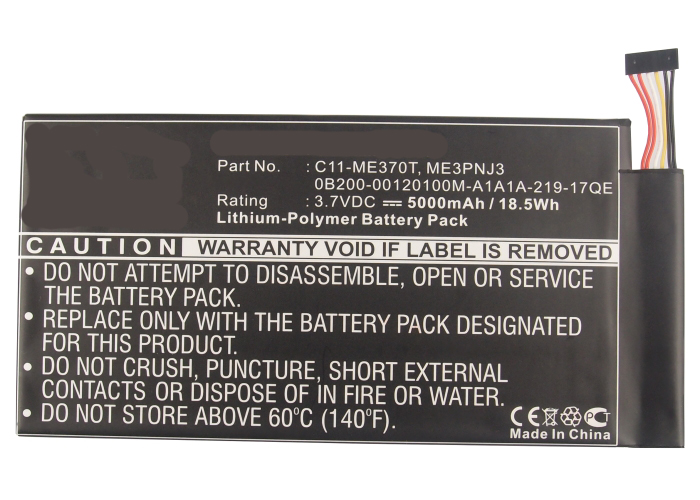 Part No. : C11-ME370T, ME3PNJ3
0B200-00120100M-A1A1A-219-17QE
Rating : 3.7VDC ⎓ 5000mAh / 18.5Wh
Lithium-Polymer Battery Pack
CAUTION WARRANTY VOID IF LABEL IS REMOVED
• DO NOT ATTEMPT TO DISASSEMBLE, OPEN OR SERVICE
THE BATTERY PACK.
• REPLACE ONLY WITH THE BATTERY PACK DESIGNATED
FOR THIS PRODUCT.
• DO NOT CRUSH, PUNCTURE, SHORT EXTERNAL
CONTACTS OR DISPOSE OF IN FIRE OR WATER.
• DO NOT STORE ABOVE 60°C (140°F).
CE
Made In China